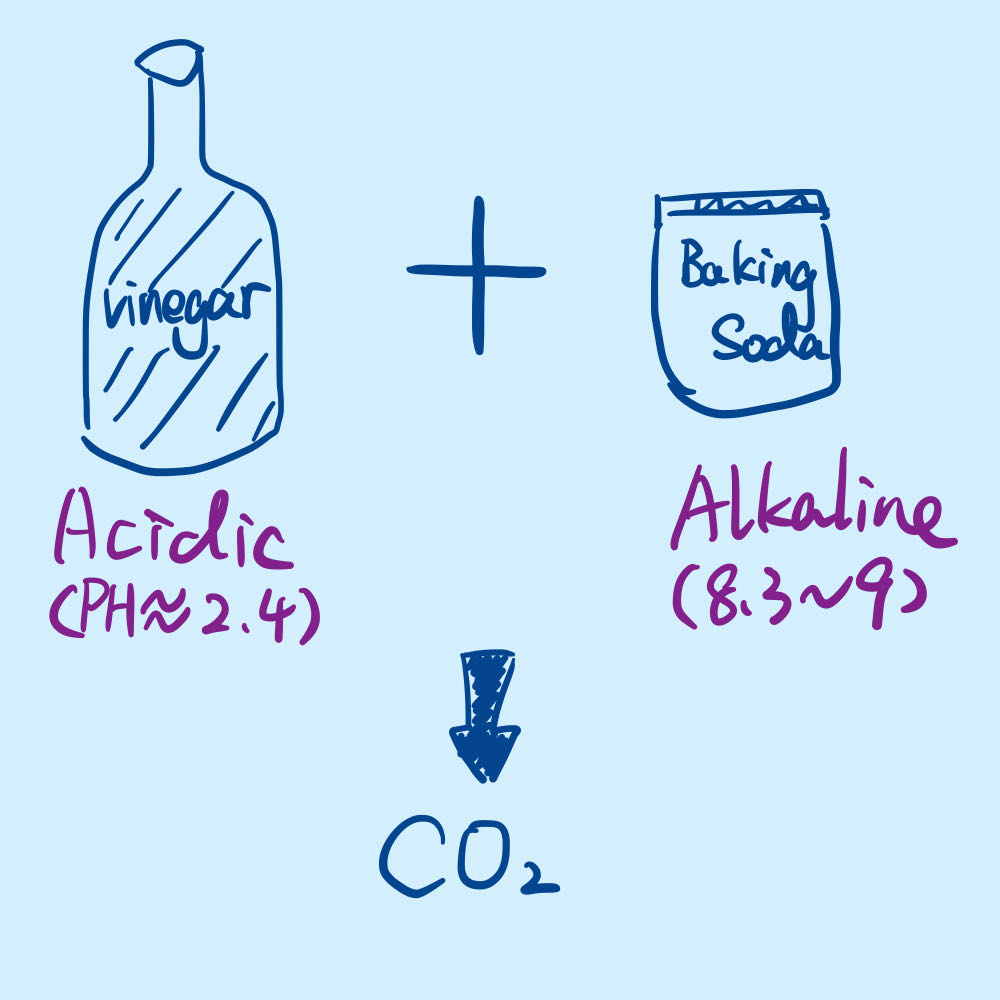 vinegar
+
Baking
Soda
Acidic
(PH≈2.4)
Alkaline
(8.3~9)
CO₂